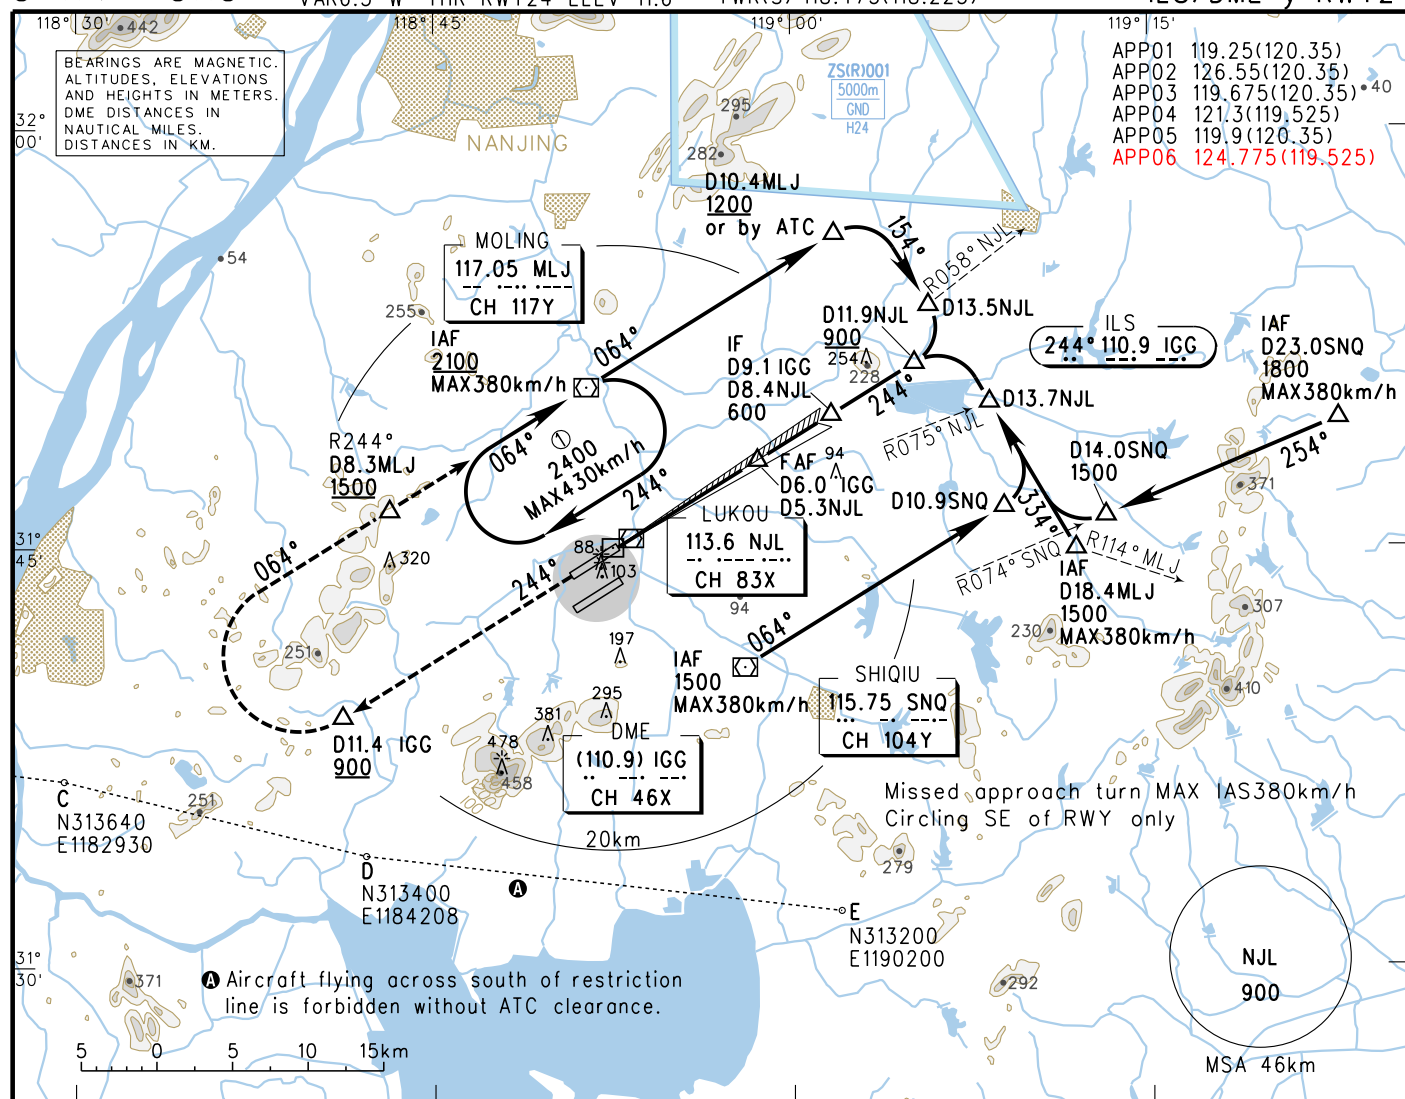 118°30'
118°45'
119°00'
119°15'
442
BEARINGS ARE MAGNETIC.
ALTITUDES, ELEVATIONS
AND HEIGHTS IN METERS.
DME DISTANCES IN
NAUTICAL MILES.
DISTANCES IN KM.
NANJING
ZS(R)001
5000m
GND
H24
APP01 119.25(120.35)
APP02 126.55(120.35)
APP03 119.675(120.35)
APP04 121.3(119.525)
APP05 119.9(120.35)
APP06 124.775(119.525)
40
32°
00'
295
282
D10.4MLJ
1200
or by ATC
154°
R058° NJL
54
MOLING
117.05 MLJ
CH 117Y
255
IAF
2100
MAX380km/h
064°
D13.5NJL
D11.9NJL
900
254
228
IF
D9.1 IGG
D8.4NJL
600
244°
ILS
244° 110.9 IGG
IAF
D23.0SNQ
1800
MAX380km/h
D13.7NJL
R075° NJL
254°
371
R244°
D8.3MLJ
1500
064°
①
2400
MAX430km/h
244°
FAF
D6.0 IGG
D5.3NJL
94
D14.0SNQ
1500
D10.9SNQ
334°
LUKOU
113.6 NJL
CH 83X
94
31°
45'
320
064°
244°
88
103
R074° SNQ
R114° MLJ
IAF
D18.4MLJ
1500
MAX380km/h
307
230
251
197
064°
IAF
1500
MAX380km/h
SHIQIU
115.75 SNQ
CH 104Y
410
D11.4 IGG
900
295
381
478
458
DME
(110.9) IGG
CH 46X
C
N313640
E1182930
251
20km
Missed approach turn MAX IAS380km/h
Circling SE of RWY only
279
D
N313400
E1184208
A
E
N313200
E1190200
31°
30'
371
A Aircraft flying across south of restriction
line is forbidden without ATC clearance.
292
NJL
900
MSA 46km
5 0 5 10 15km